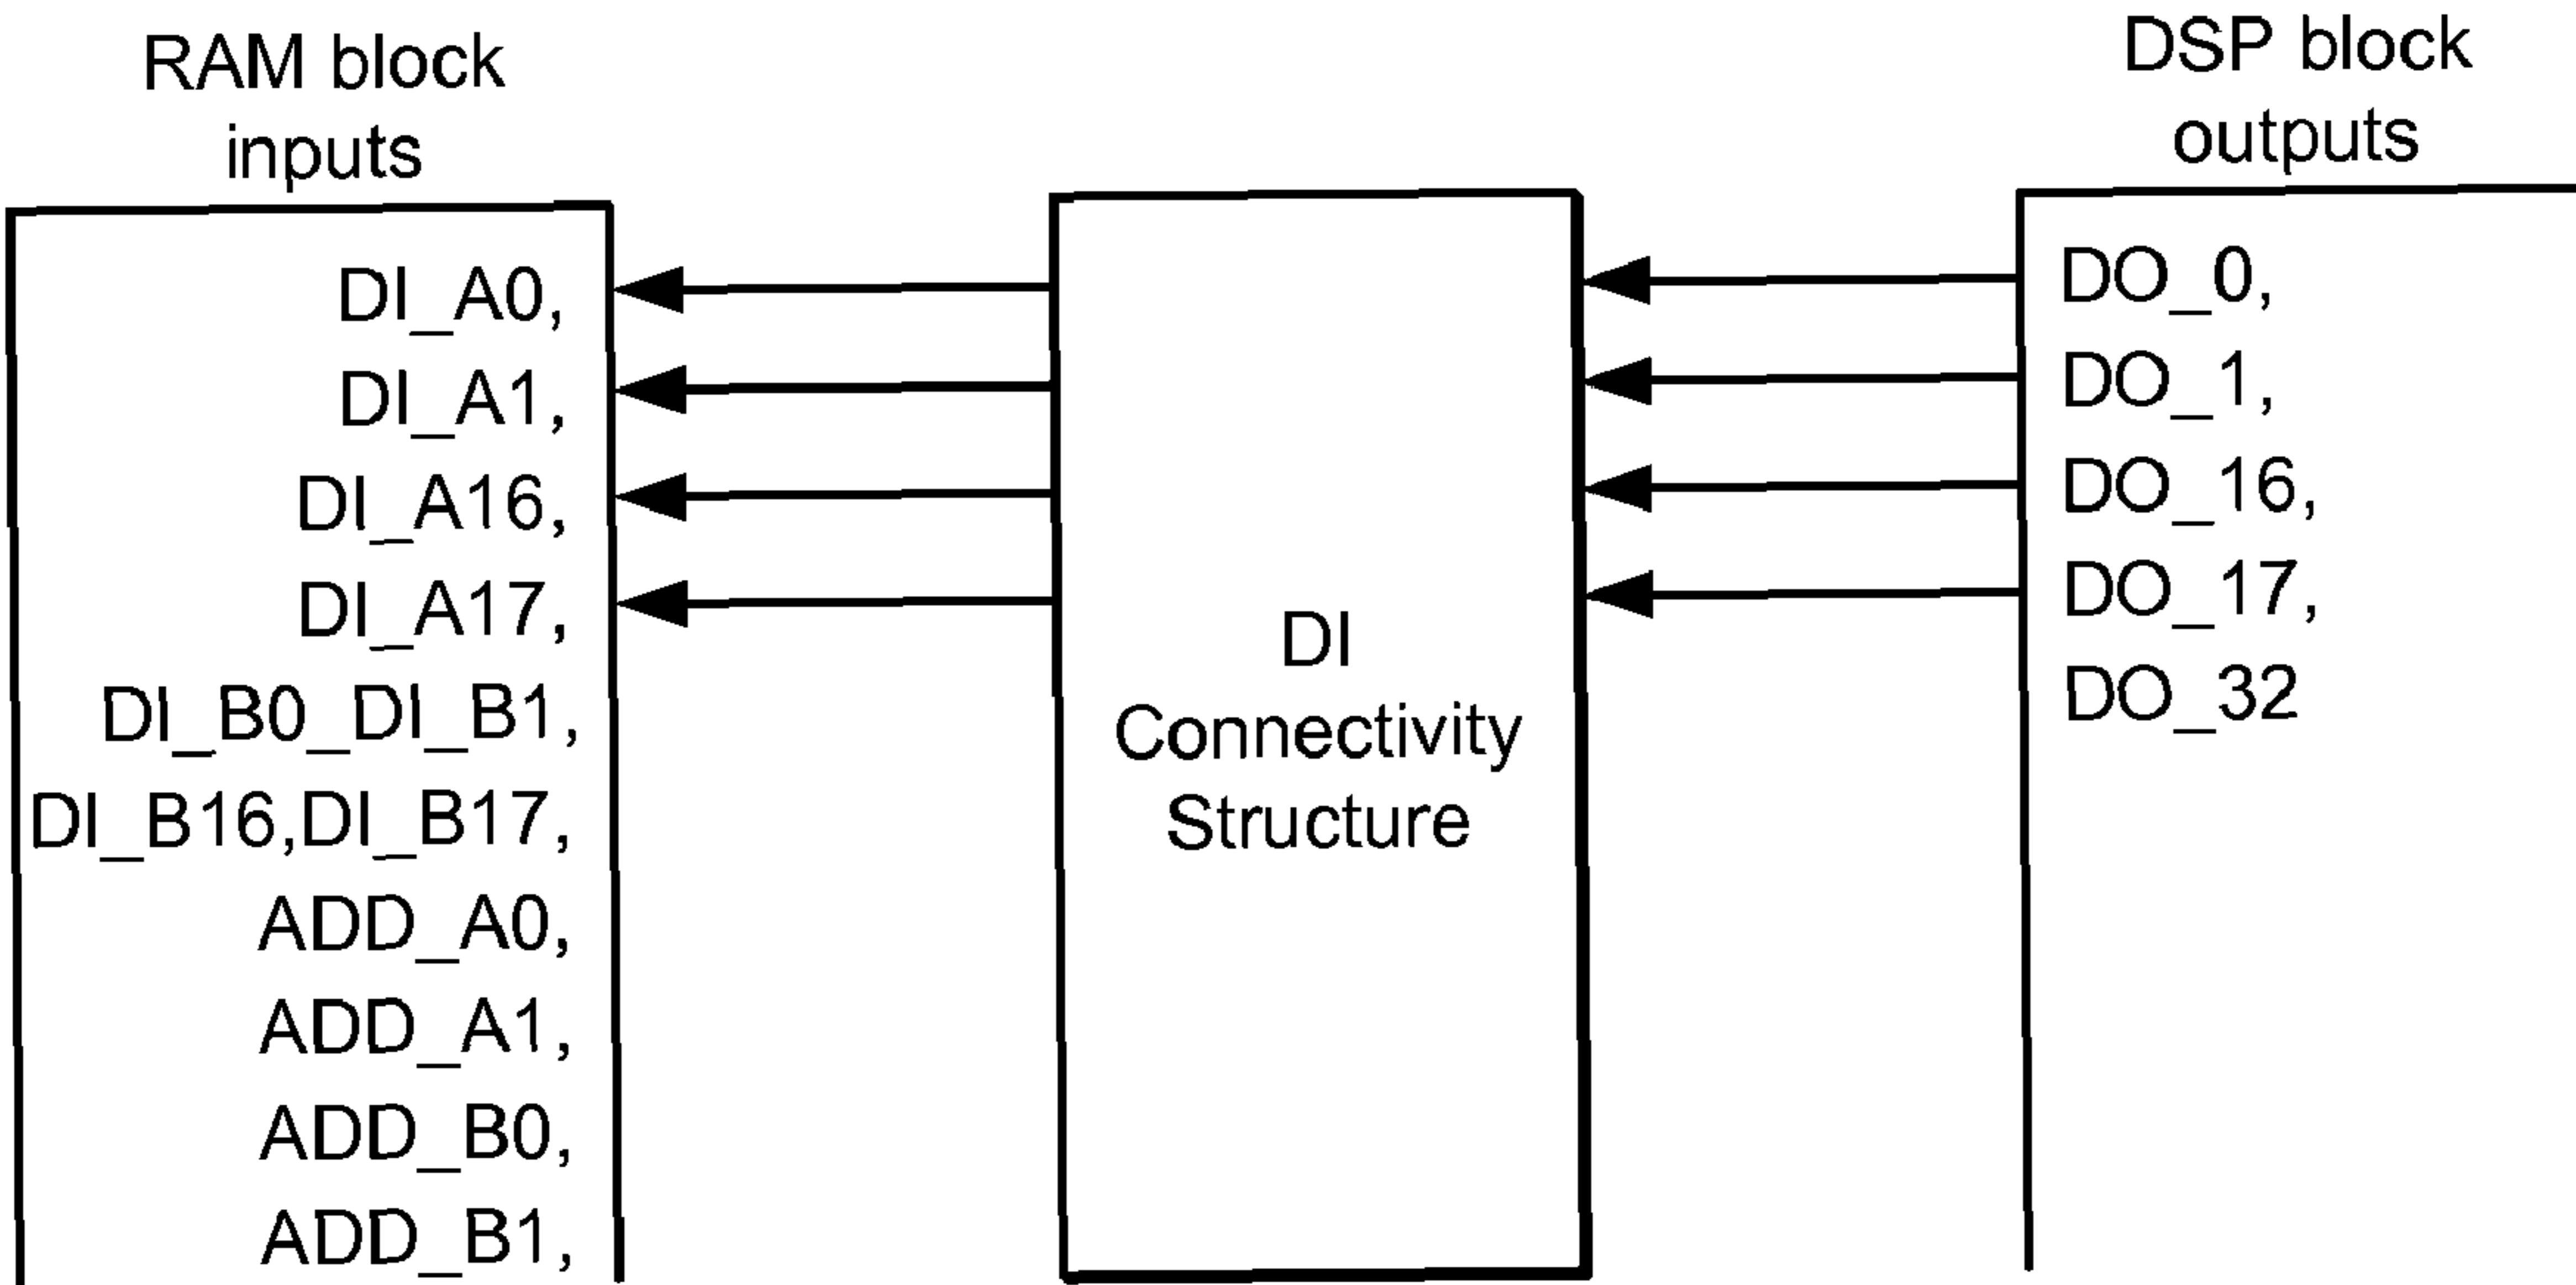 RAM block
inputs
DI_A0,
DI_A1,
DI_A16,
DI_A17,
DI_B0_DI_B1,
DI_B16,DI_B17,
ADD_A0,
ADD_A1,
ADD_B0,
ADD_B1,
DI
Connectivity
Structure
DSP block
outputs
DO_0,
DO_1,
DO_16,
DO_17,
DO_32